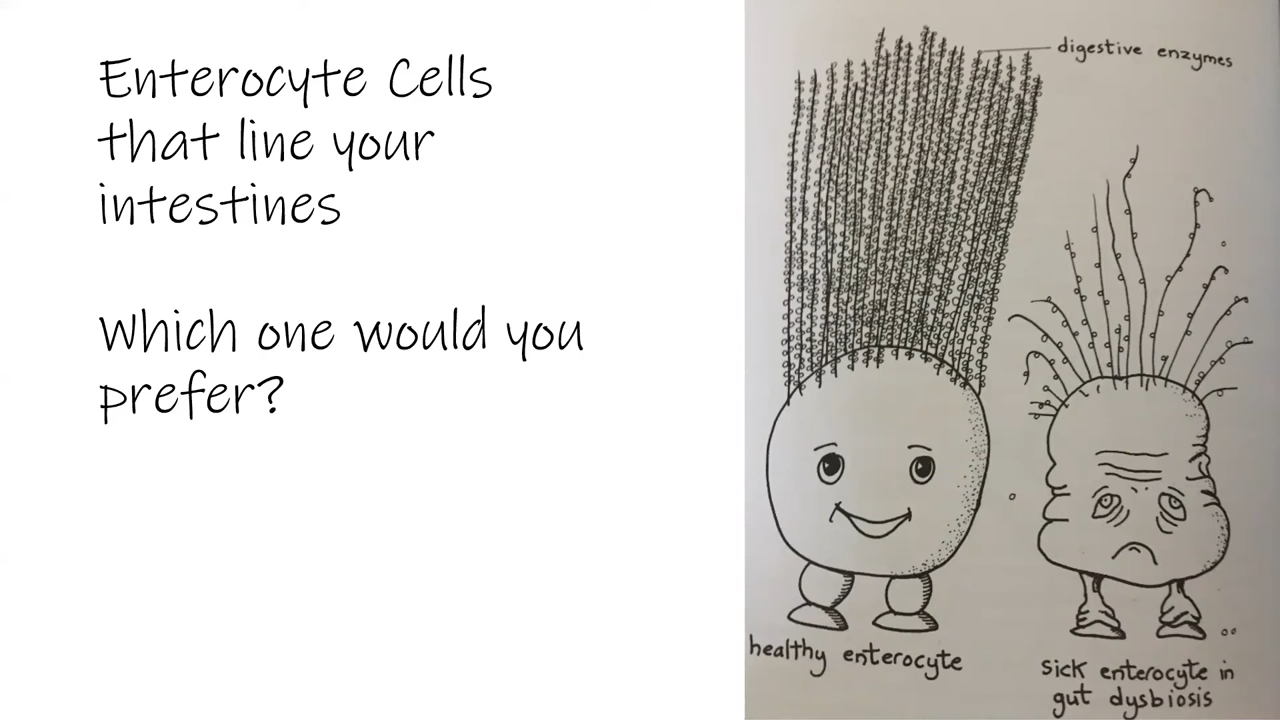 Enterocyte Cells
that line your
intestines
Which one would you
prefer?
digestive enzymes
healthy enterocyte
sick enterocyte in
gut dysbiosis